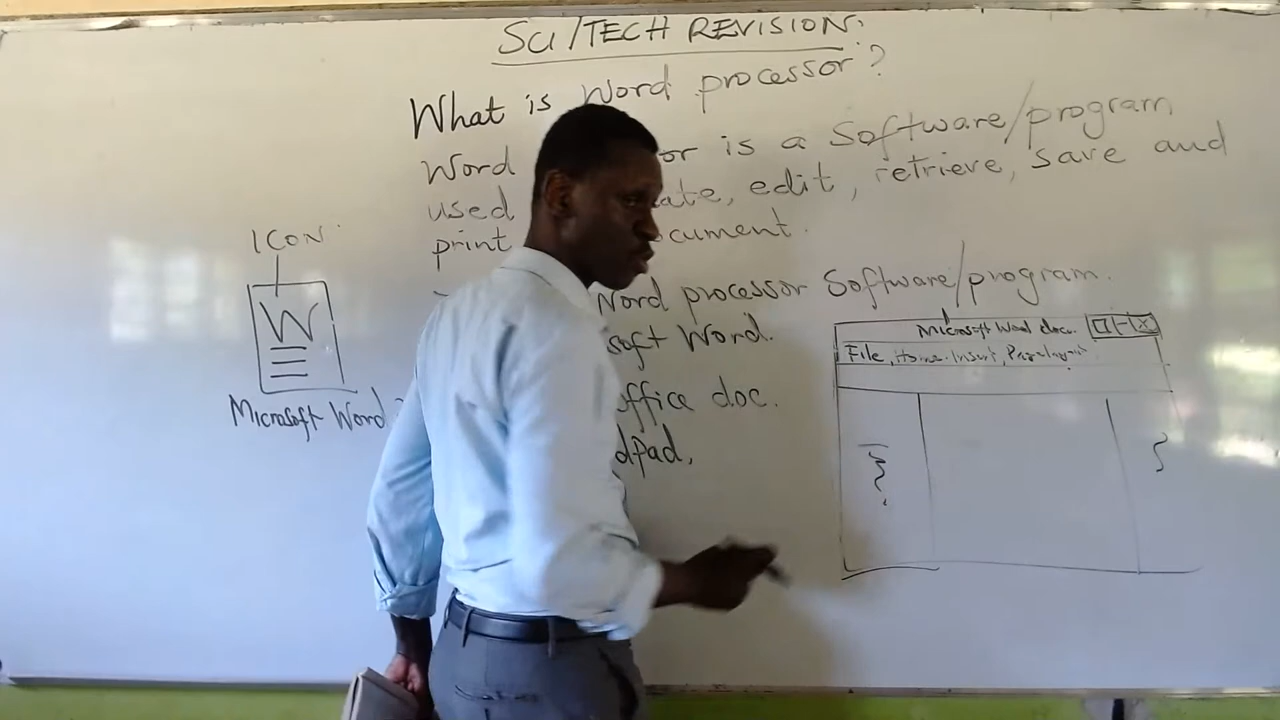 SCI/TECH REVISION.
What is Word processor?
Word or is a Software/program
used ate, edit, retrieve, save and
print cument.
Word processor Software/program.
soft Word.
ffice doc.
dPad,
ICON
W
Microsoft Word
Microsoft Word doc.
File, Home, Insert, Pagelayout